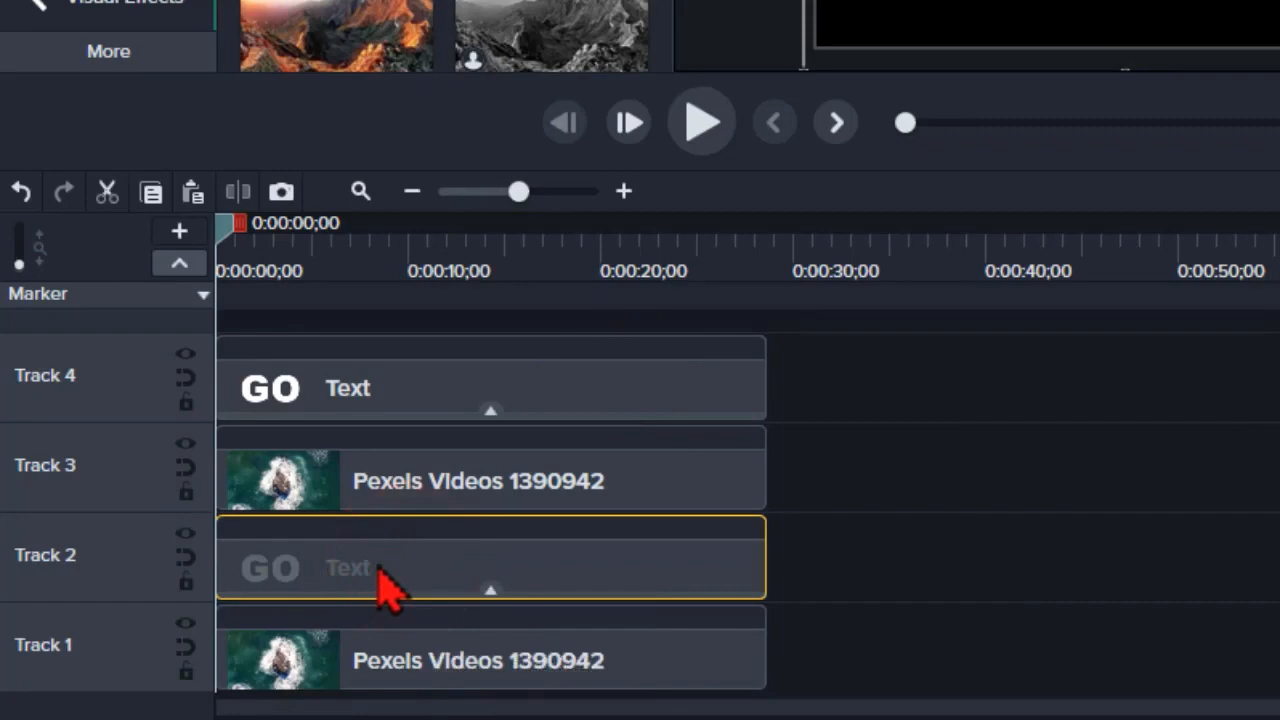 Visual Effects
More
0:00:00;00
0:00:00;00 0:00:10;00 0:00:20;00 0:00:30;00 0:00:40;00 0:00:50;00
Marker
Track 4
GO Text
Track 3
Pexels Videos 1390942
Track 2
GO Text
Track 1
Pexels Videos 1390942